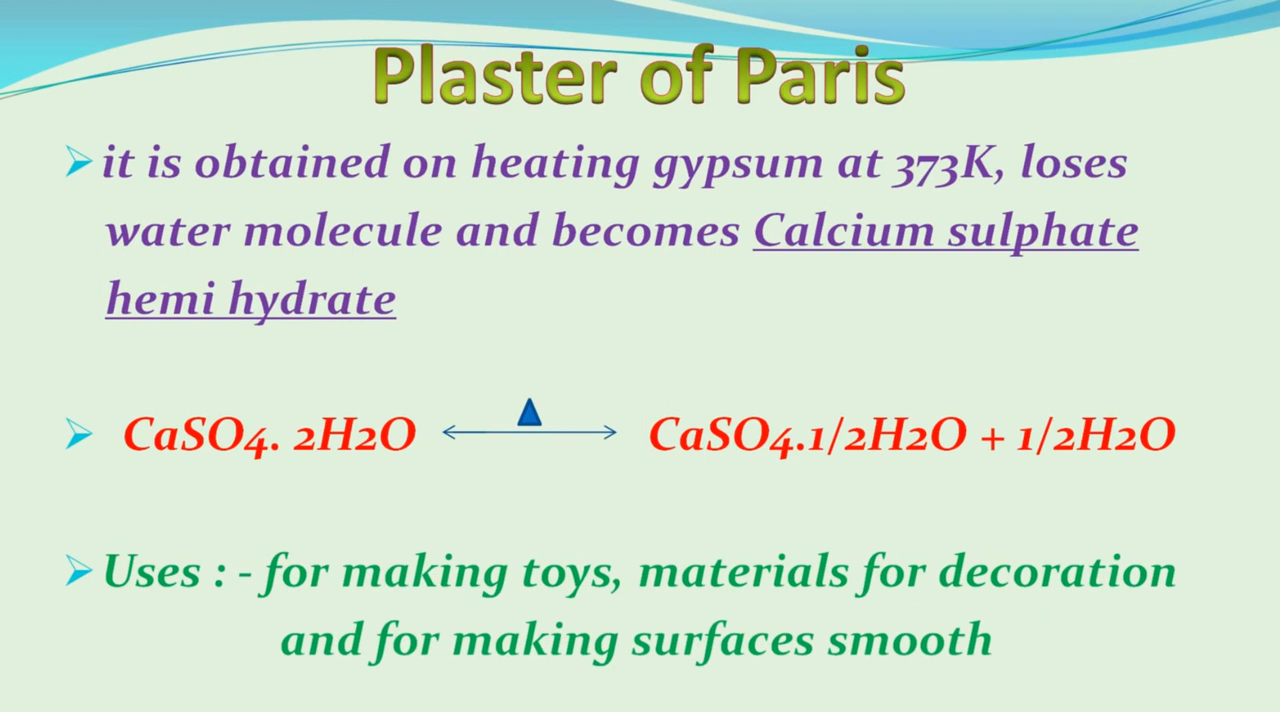 Plaster of Paris
it is obtained on heating gypsum at 373K, loses
water molecule and becomes Calcium sulphate
hemi hydrate
CaSO4. 2H2O ⟷ CaSO4.1/2H2O + 1/2H2O
Uses : - for making toys, materials for decoration
and for making surfaces smooth